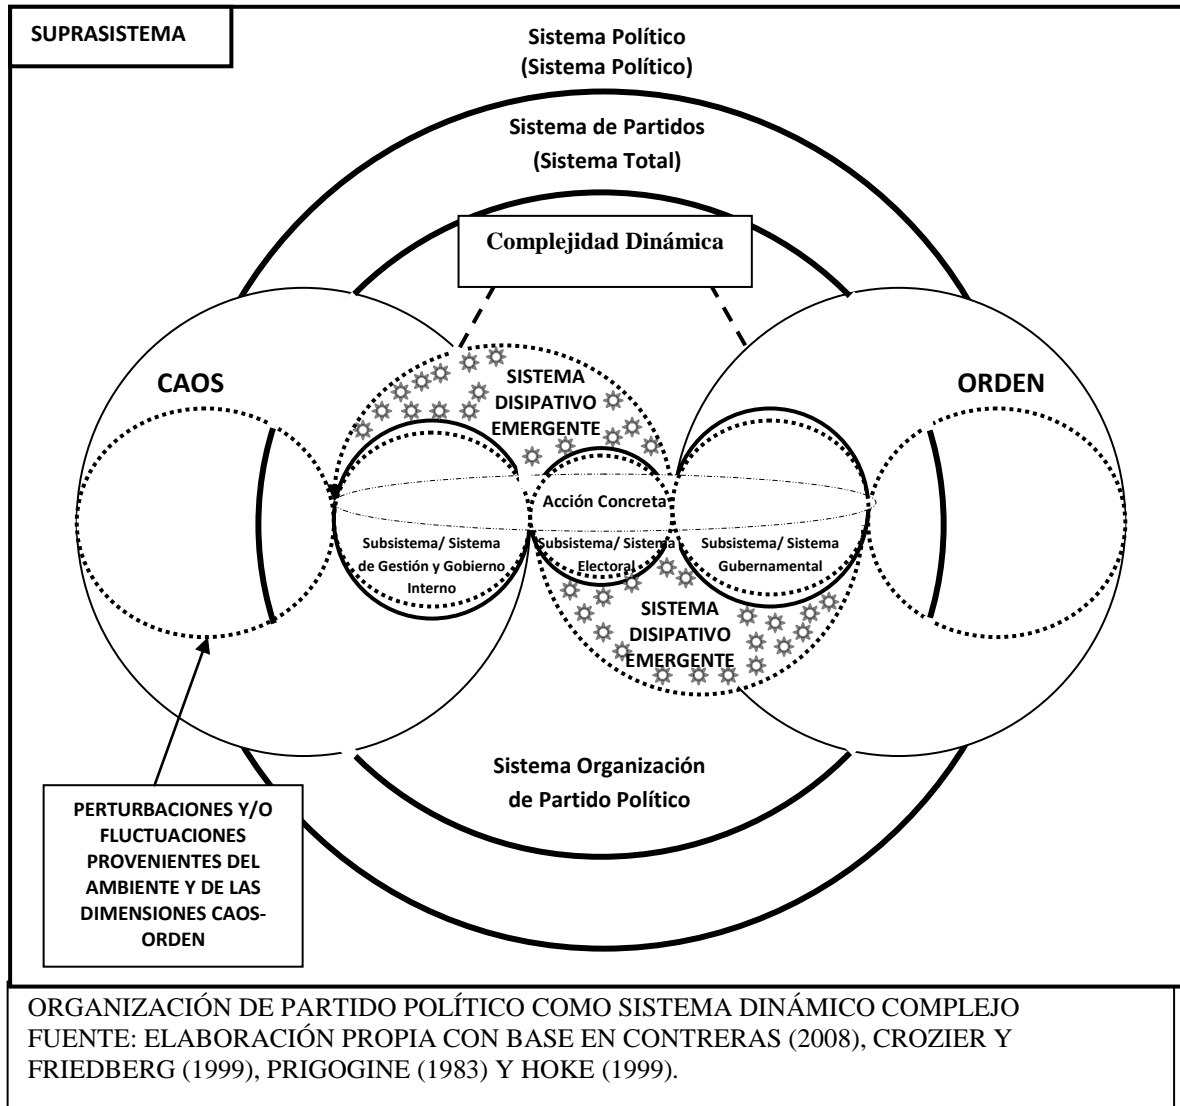 SUPRASISTEMA
Sistema Político
(Sistema Político)
Sistema de Partidos
(Sistema Total)
Complejidad Dinámica
CAOS
ORDEN
SISTEMA
DISIPATIVO
EMERGENTE
Acción Concreta
Subsistema/ Sistema
de Gestión y Gobierno
Interno
Subsistema/ Sistema
Electoral
Subsistema/ Sistema
Gubernamental
SISTEMA
DISIPATIVO
EMERGENTE
Sistema Organización
de Partido Político
PERTURBACIONES Y/O
FLUCTUACIONES
PROVENIENTES DEL
AMBIENTE Y DE LAS
DIMENSIONES CAOS-
ORDEN
ORGANIZACIÓN DE PARTIDO POLÍTICO COMO SISTEMA DINÁMICO COMPLEJO
FUENTE: ELABORACIÓN PROPIA CON BASE EN CONTRERAS (2008), CROZIER Y
FRIEDBERG (1999), PRIGOGINE (1983) Y HOKE (1999).